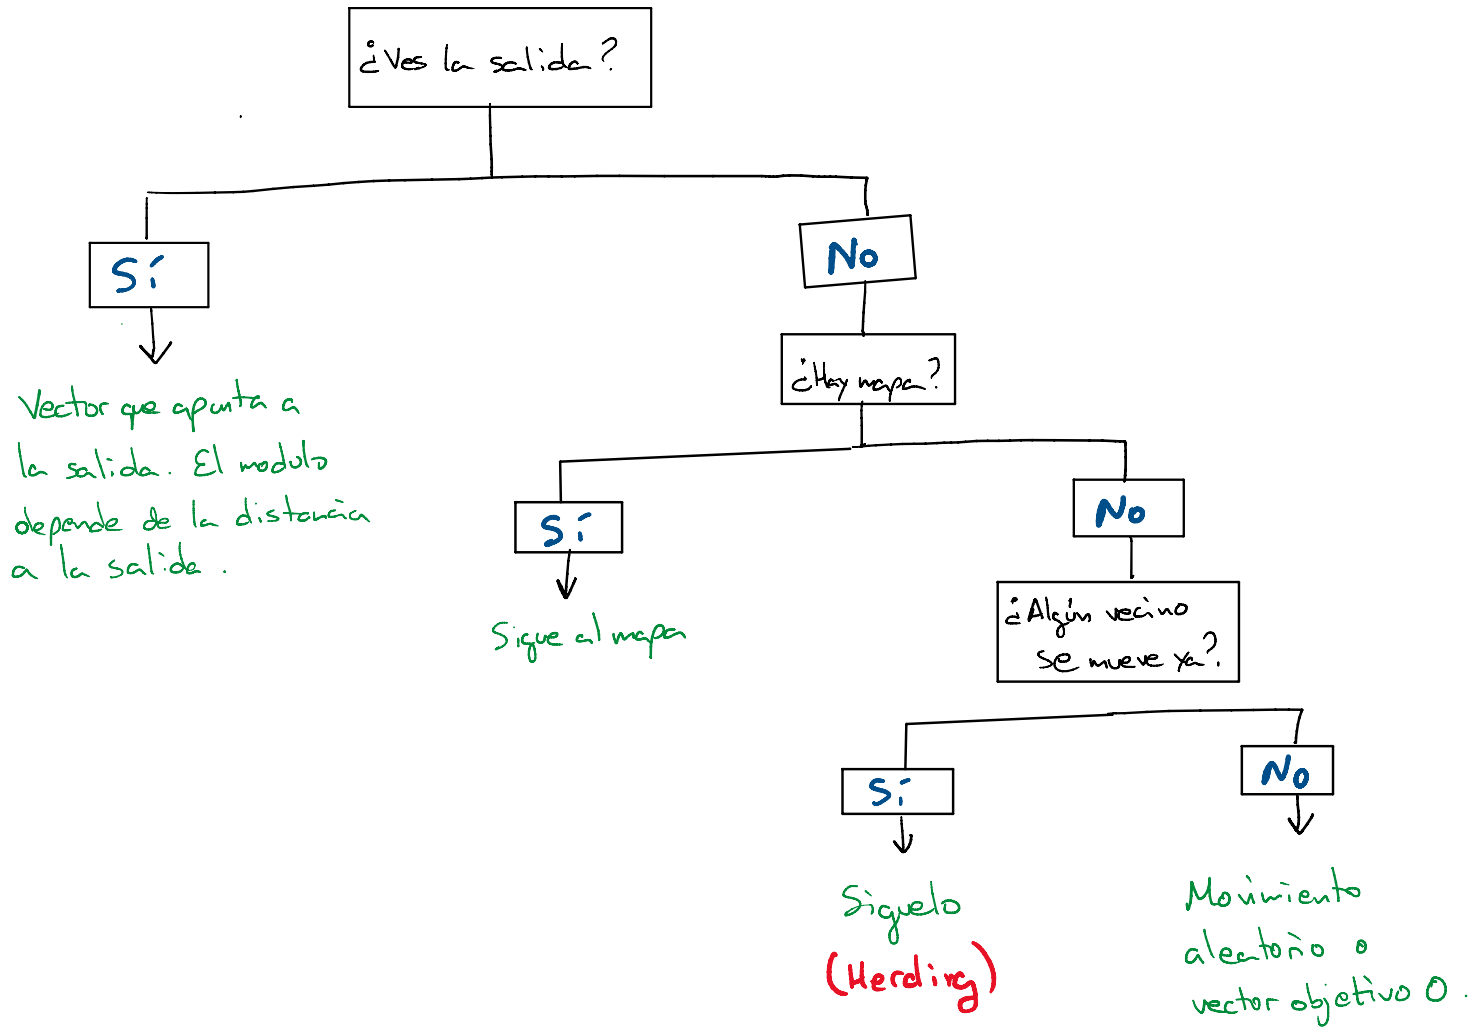 ¿Ves la salida?
Sí
No
Vector que apunta a
la salida. El modulo
depende de la distancia
a la salida.
¿Hay mapa?
Sí
No
Sigue al mapa
¿Algún vecino
se mueve ya?
Sí
No
Siguelo
(Herding)
Movimiento
aleatorio o
vector objetivo 0.